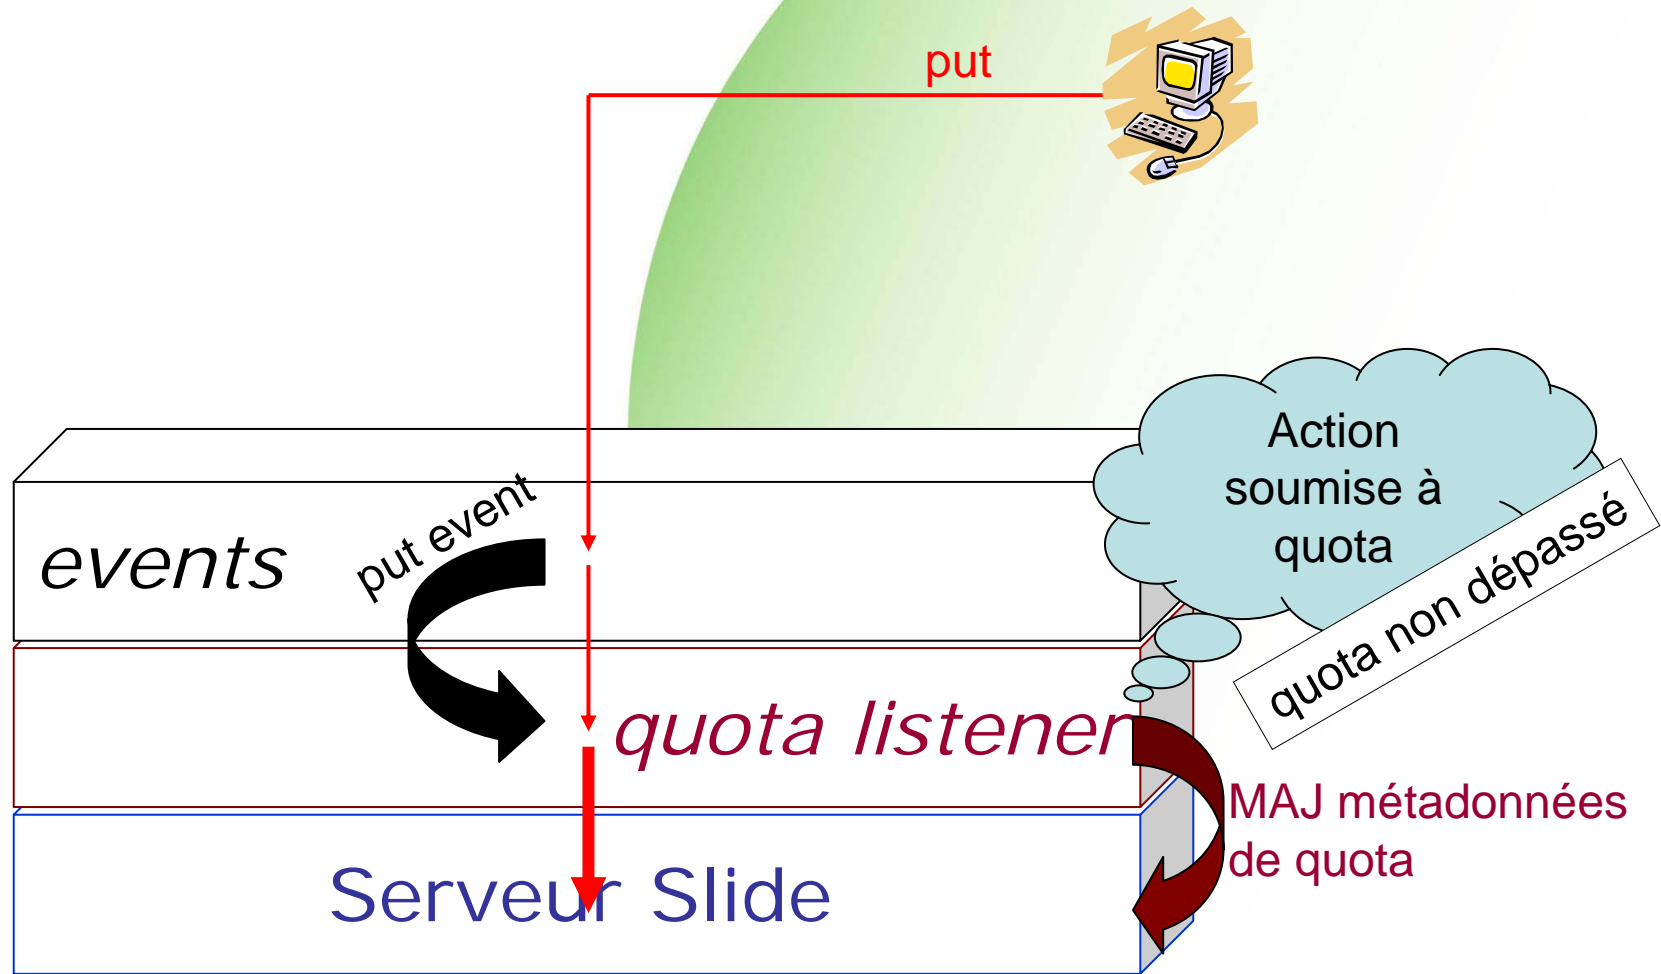 put
Action
soumise à
quota
quota non dépassé
put event
events
quota listener
MAJ métadonnées
de quota
Serveur Slide